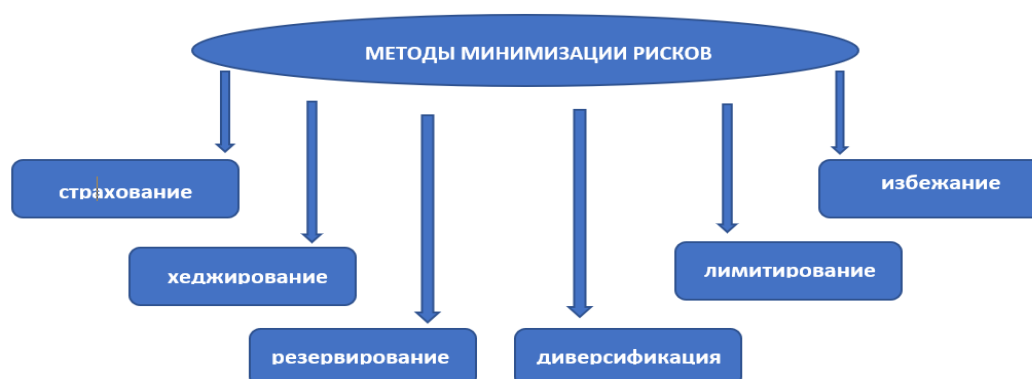 МЕТОДЫ МИНИМИЗАЦИИ РИСКОВ
страхование
избежание
хеджирование
лимитирование
резервирование
диверсификация